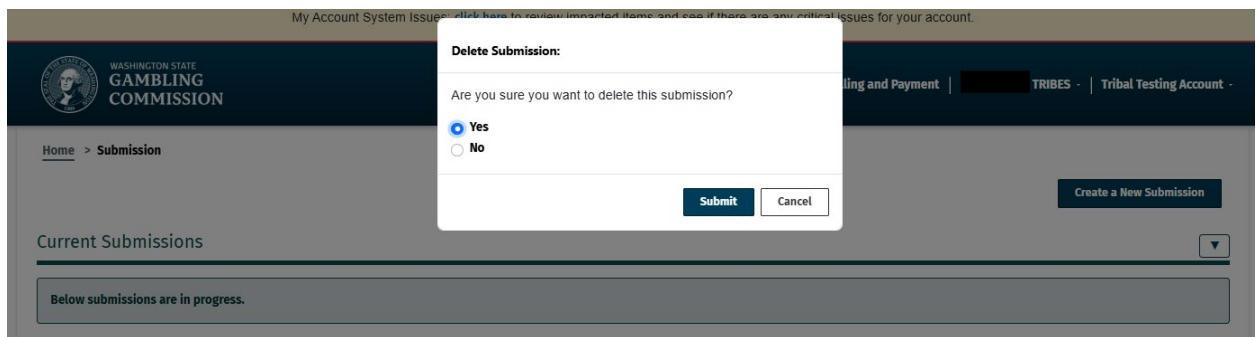 My Account System Issues: click here to review impacted items and see if there are any critical issues for your account.
WASHINGTON STATE
GAMBLING
COMMISSION
ling and Payment | TRIBES - | Tribal Testing Account -
Delete Submission:
Are you sure you want to delete this submission?
Yes
No
Submit Cancel
Home > Submission
Create a New Submission
Current Submissions
Below submissions are in progress.